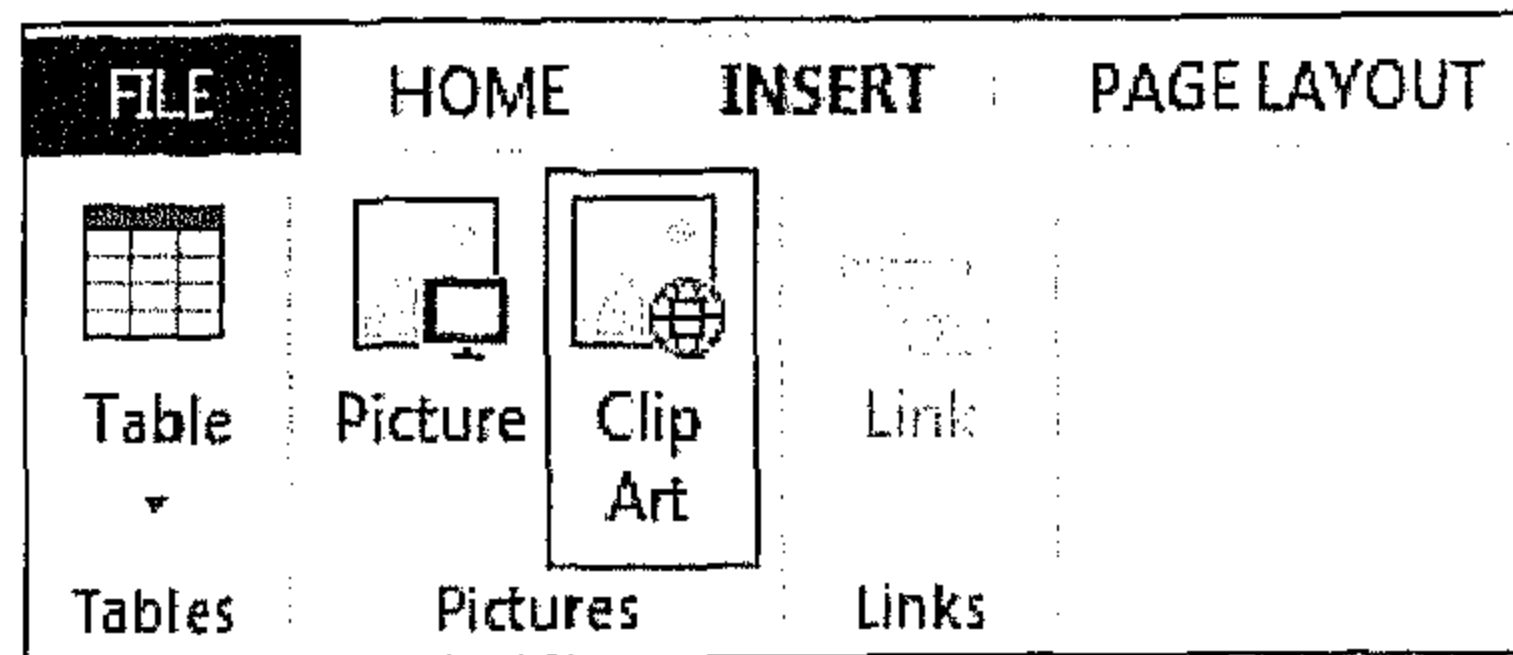 FILE HOME INSERT PAGE LAYOUT
Table Picture Clip Art Link
Tables Pictures Links